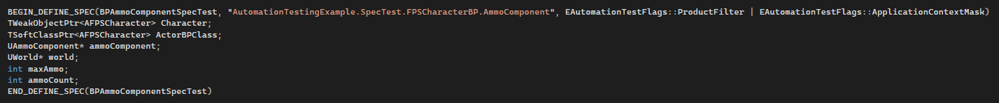 BEGIN_DEFINE_SPEC(BPAmmoComponentSpecTest, "AutomationTestingExample.SpecTest.FPSCharacterBP.AmmoComponent", EAutomationTestFlags::ProductFilter | EAutomationTestFlags::ApplicationContextMask)
TWeakObjectPtr<AFPSCharacter> Character;
TSoftClassPtr<AFPSCharacter> ActorBPClass;
UAmmoComponent* ammoComponent;
UWorld* world;
int maxAmmo;
int ammoCount;
END_DEFINE_SPEC(BPAmmoComponentSpecTest)